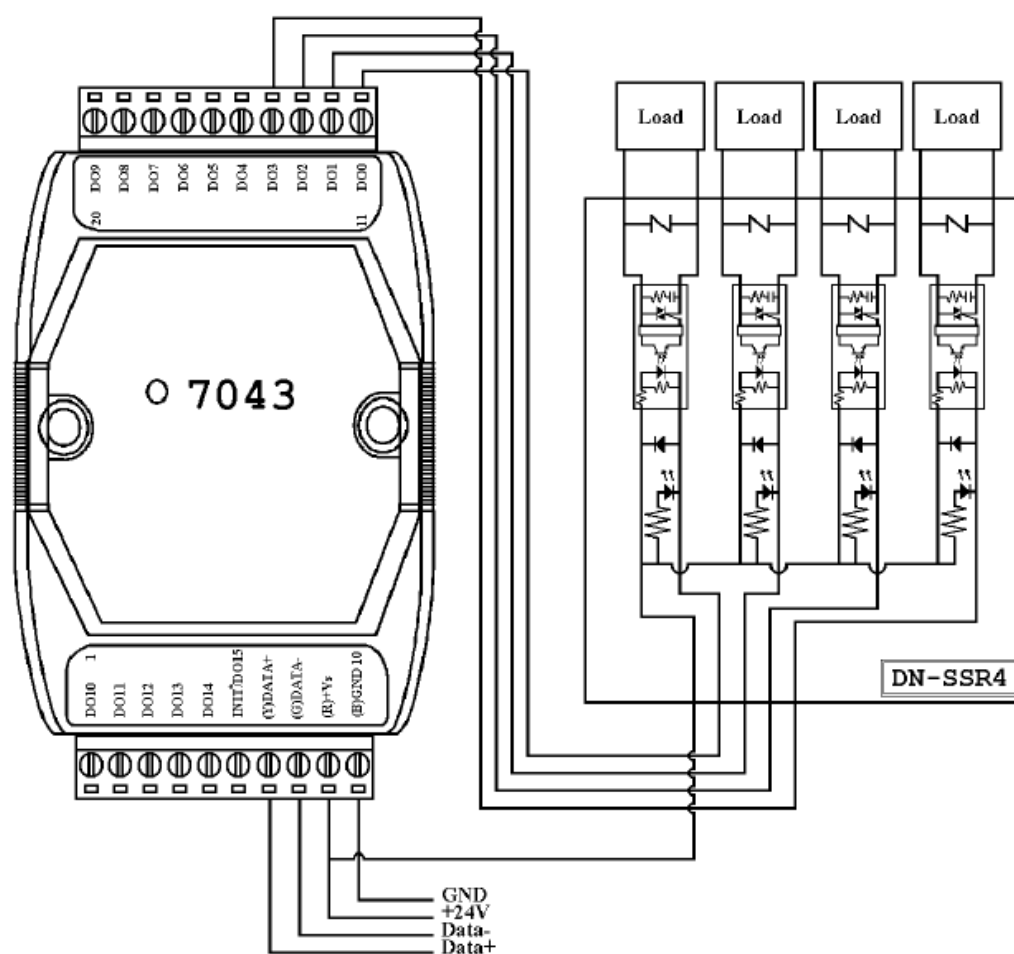 Load Load Load Load
DO9 DO8 DO7 DO6 DO5 DO4 DO3 DO2 DO1 DO0
20 11
7043
1
DO10 DO11 DO12 DO13 DO14 INIT*/DO15 (Y)DATA+ (G)DATA- (R)+Vs (B)GND 10
DN-SSR4
GND
+24V
Data-
Data+